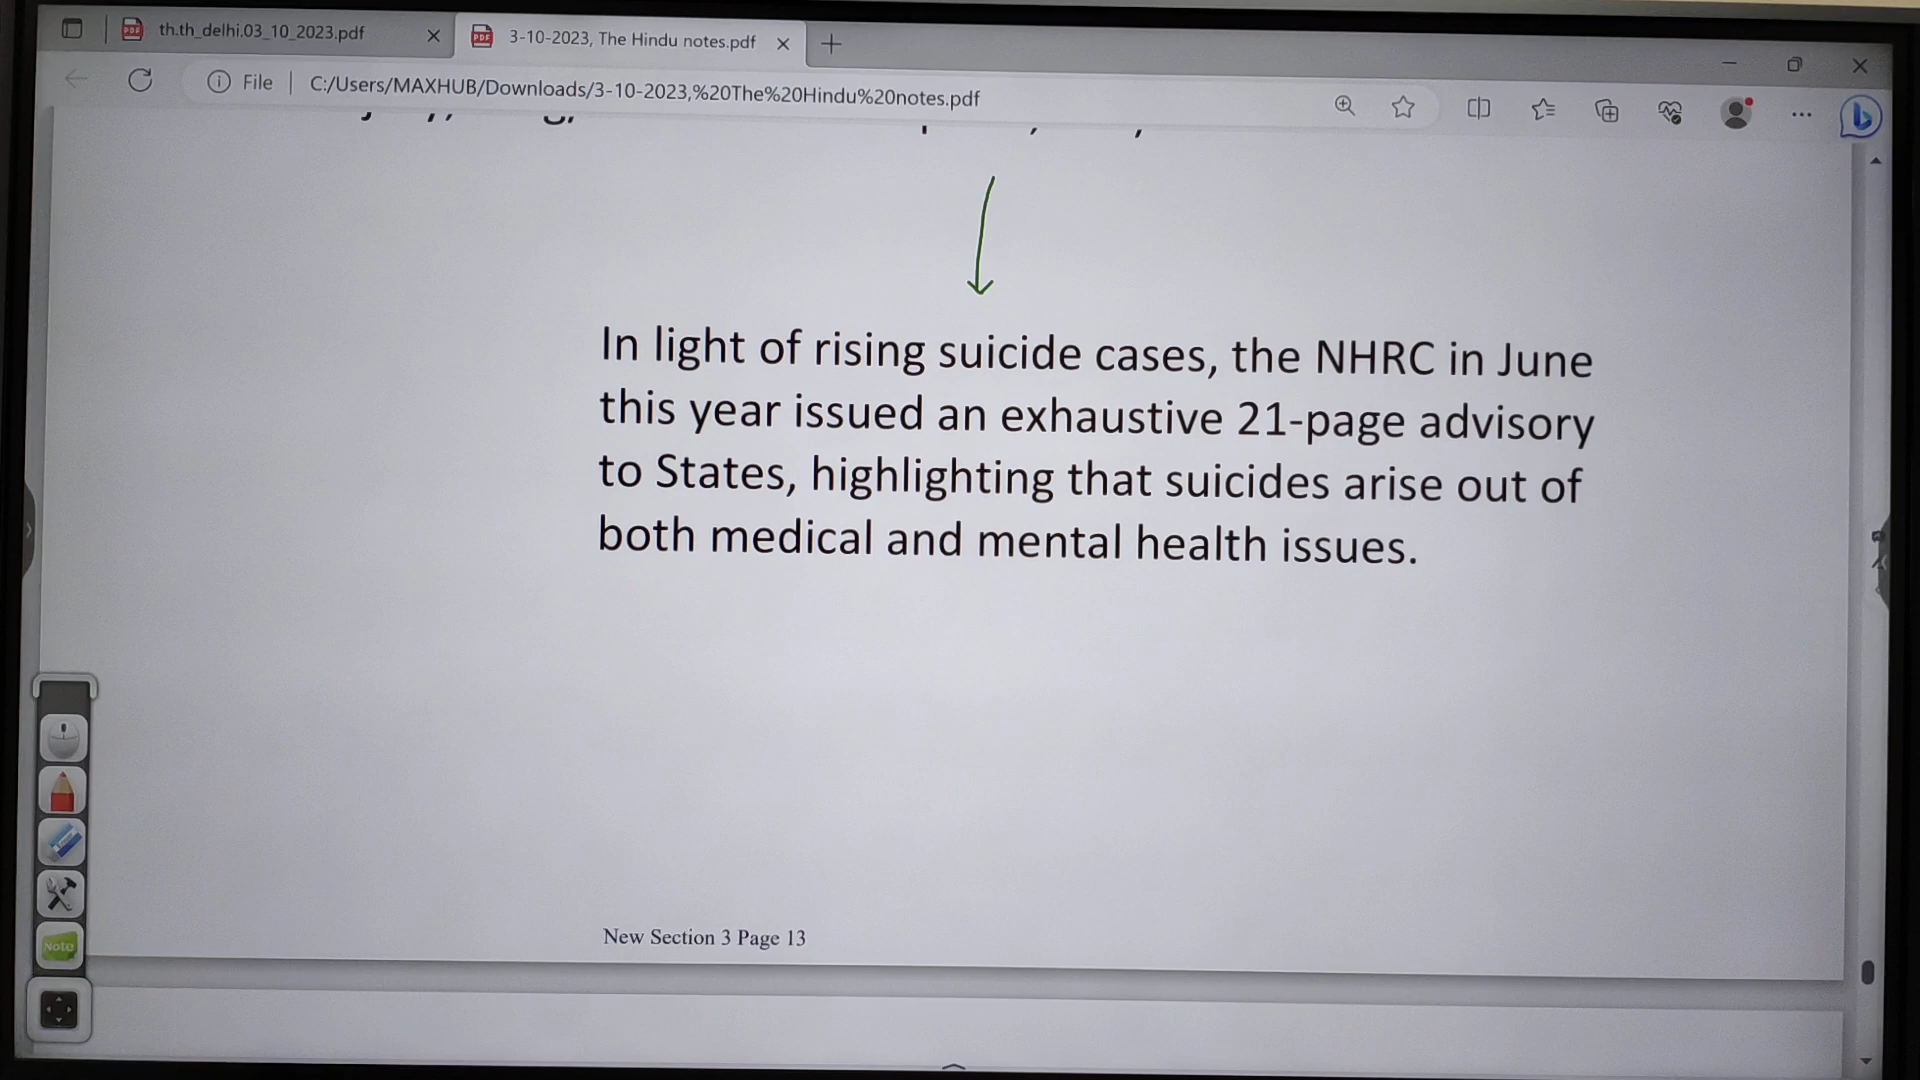 th.th_delhi.03_10_2023.pdf
3-10-2023, The Hindu notes.pdf
File
C:/Users/MAXHUB/Downloads/3-10-2023,%20The%20Hindu%20notes.pdf
In light of rising suicide cases, the NHRC in June
this year issued an exhaustive 21-page advisory
to States, highlighting that suicides arise out of
both medical and mental health issues.
Note
New Section 3 Page 13